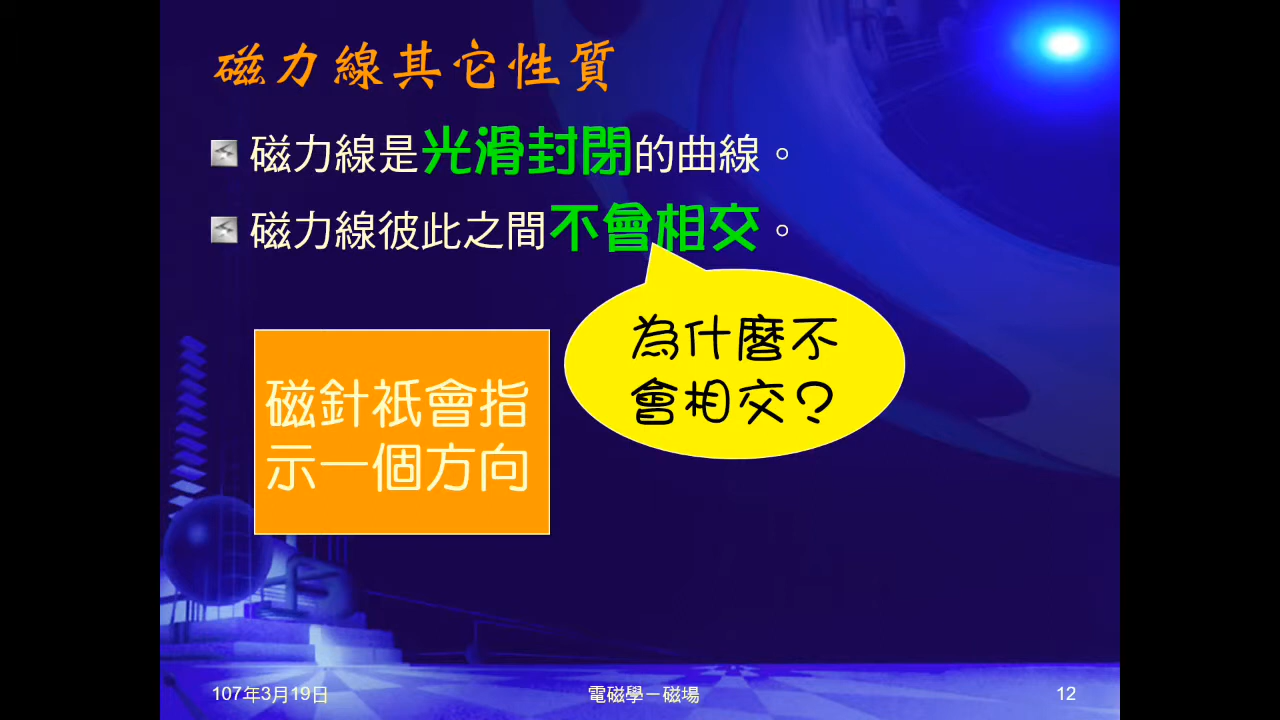 磁力線其它性質
磁力線是光滑封閉的曲線。
磁力線彼此之間不會相交。
為什麼不
會相交？
磁針衹會指
示一個方向
107年3月19日
電磁學－磁場
12